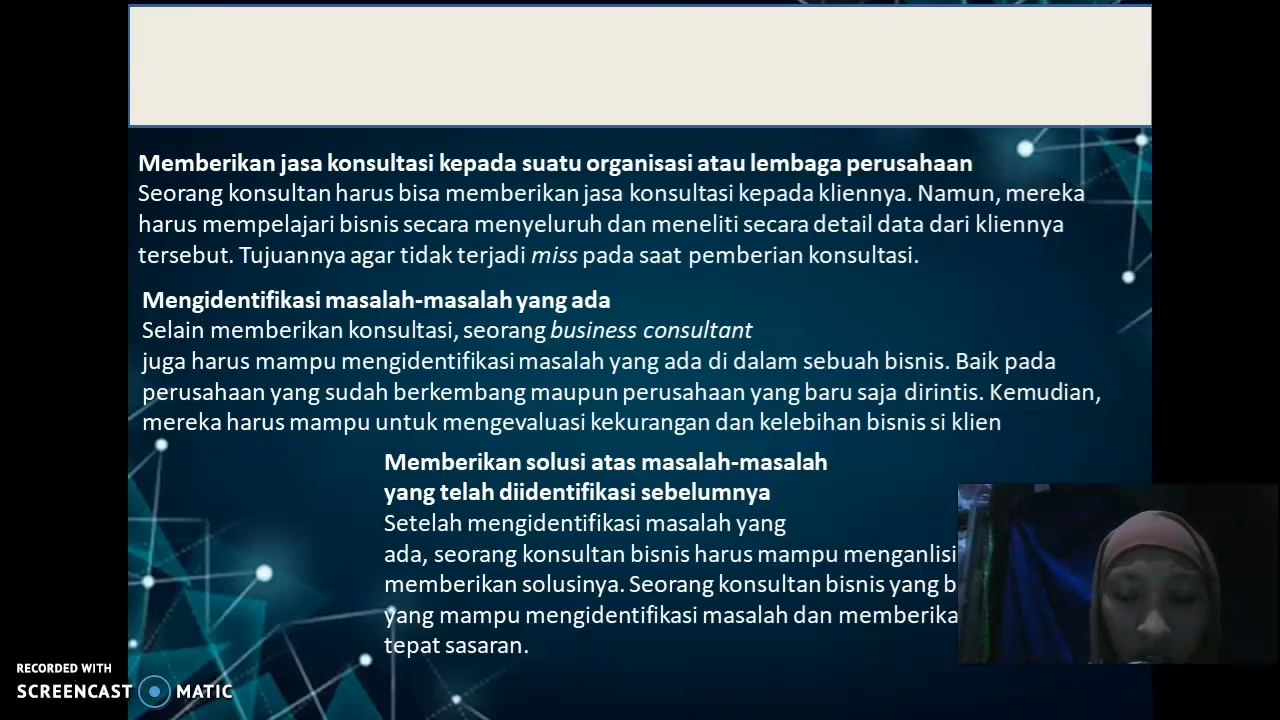 Memberikan jasa konsultasi kepada suatu organisasi atau lembaga perusahaan
Seorang konsultan harus bisa memberikan jasa konsultasi kepada kliennya. Namun, mereka
harus mempelajari bisnis secara menyeluruh dan meneliti secara detail data dari kliennya
tersebut. Tujuannya agar tidak terjadi miss pada saat pemberian konsultasi.
Mengidentifikasi masalah-masalah yang ada
Selain memberikan konsultasi, seorang business consultant
juga harus mampu mengidentifikasi masalah yang ada di dalam sebuah bisnis. Baik pada
perusahaan yang sudah berkembang maupun perusahaan yang baru saja dirintis. Kemudian,
mereka harus mampu untuk mengevaluasi kekurangan dan kelebihan bisnis si klien
Memberikan solusi atas masalah-masalah
yang telah diidentifikasi sebelumnya
Setelah mengidentifikasi masalah yang
ada, seorang konsultan bisnis harus mampu menganlisi
memberikan solusinya. Seorang konsultan bisnis yang b
yang mampu mengidentifikasi masalah dan memberika
tepat sasaran.
RECORDED WITH
SCREENCAST MATIC